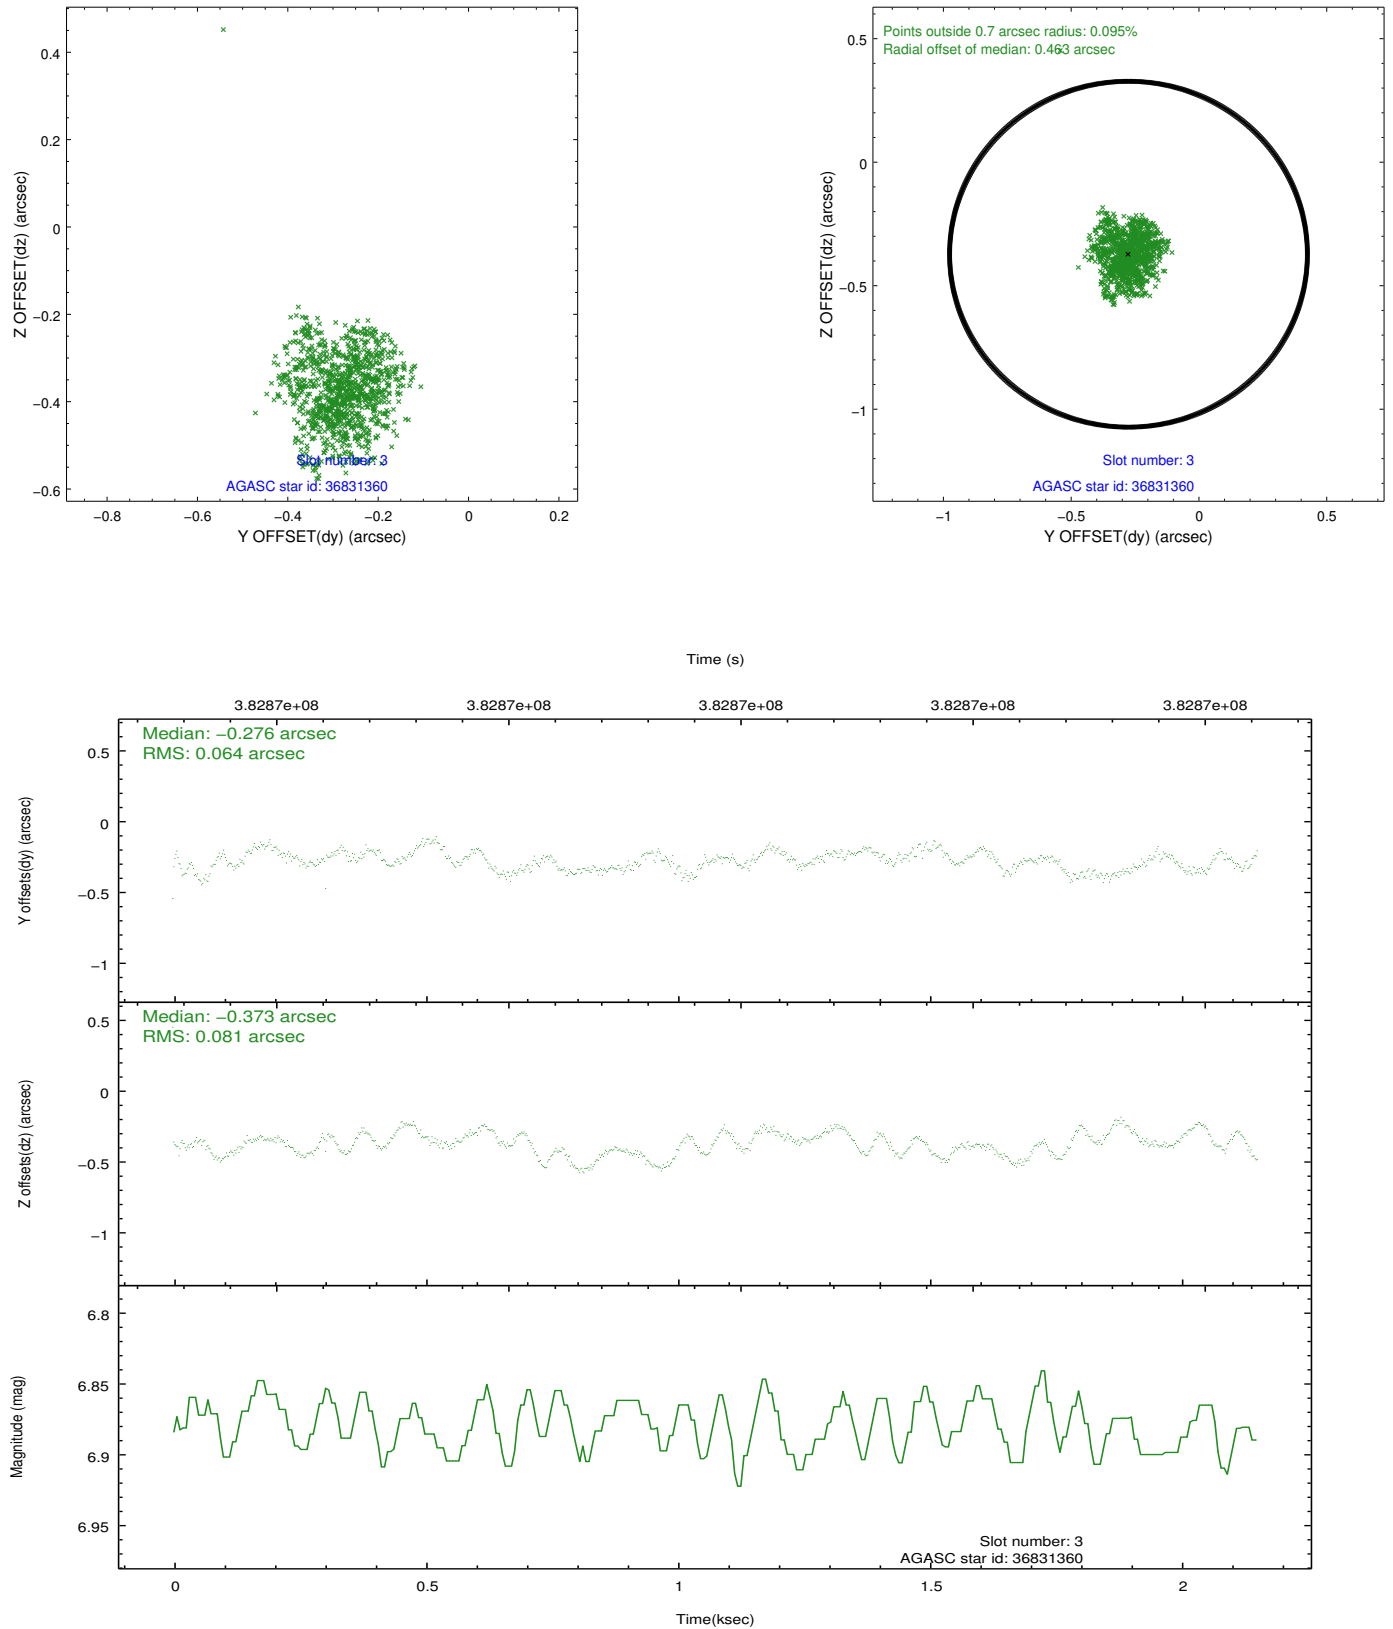 0.4
0.2
0
−0.2
−0.4
−0.6
Z OFFSET(dz) (arcsec)
Slot number: 3
AGASC star id: 36831360
−0.8
−0.6
−0.4
−0.2
0
0.2
Y OFFSET(dy) (arcsec)
Points outside 0.7 arcsec radius: 0.095%
Radial offset of median: 0.463 arcsec
0.5
0
−0.5
−1
Z OFFSET(dz) (arcsec)
Slot number: 3
AGASC star id: 36831360
−1
−0.5
0
0.5
Y OFFSET(dy) (arcsec)
Time (s)
3.8287e+08
3.8287e+08
3.8287e+08
3.8287e+08
3.8287e+08
Median: −0.276 arcsec
RMS: 0.064 arcsec
0.5
0
−0.5
−1
Y offsets(dy) (arcsec)
Median: −0.373 arcsec
RMS: 0.081 arcsec
0.5
0
−0.5
−1
Z offsets(dz) (arcsec)
6.8
6.85
6.9
6.95
Magnitude (mag)
Slot number: 3
AGASC star id: 36831360
0
0.5
1
1.5
2
Time(ksec)